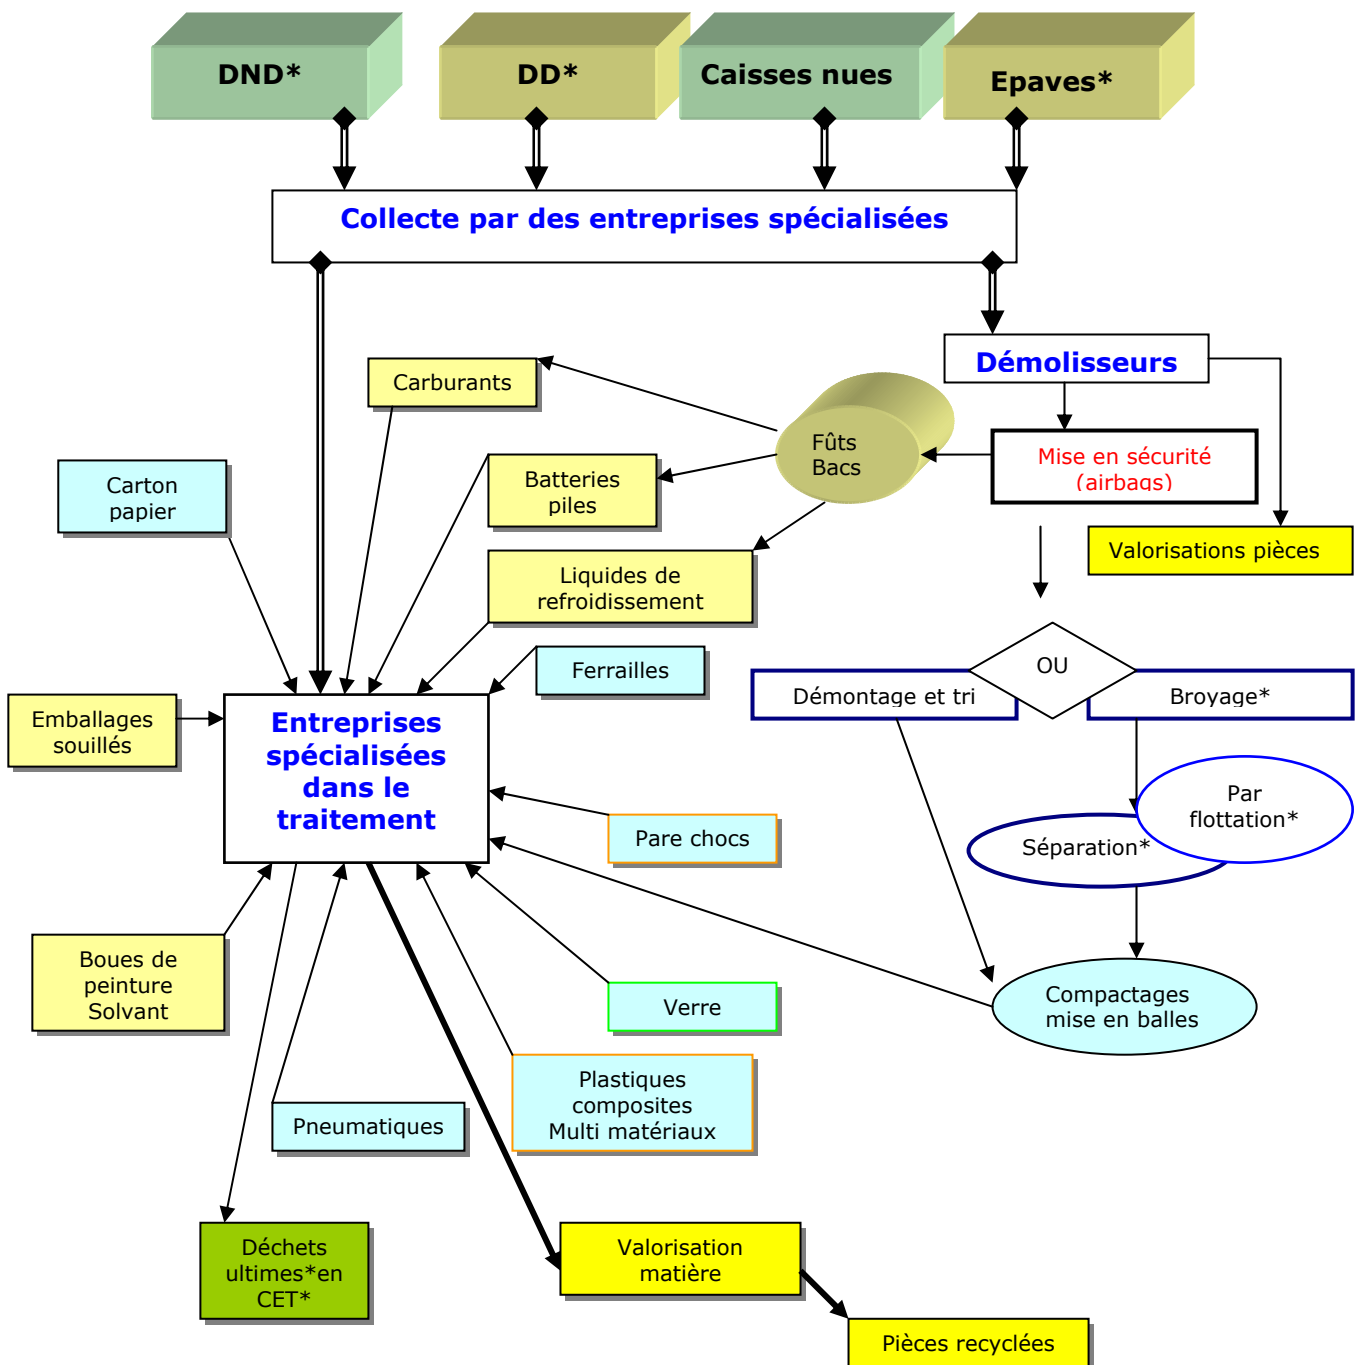 DND*
DD*
Caisses nues
Epaves*
Collecte par des entreprises spécialisées
Démolisseurs
Carburants
Fûts
Bacs
Mise en sécurité
(airbags)
Batteries
piles
Carton
papier
Valorisations pièces
Liquides de
refroidissement
Ferrailles
OU
Démontage et tri
Broyage*
Emballages
souillés
Entreprises
spécialisées
dans le
traitement
Par
flottation*
Pare chocs
Séparation*
Boues de
peinture
Solvant
Verre
Compactages
mise en balles
Plastiques
composites
Multi matériaux
Pneumatiques
Déchets
ultimes*en
CET*
Valorisation
matière
Pièces recyclées